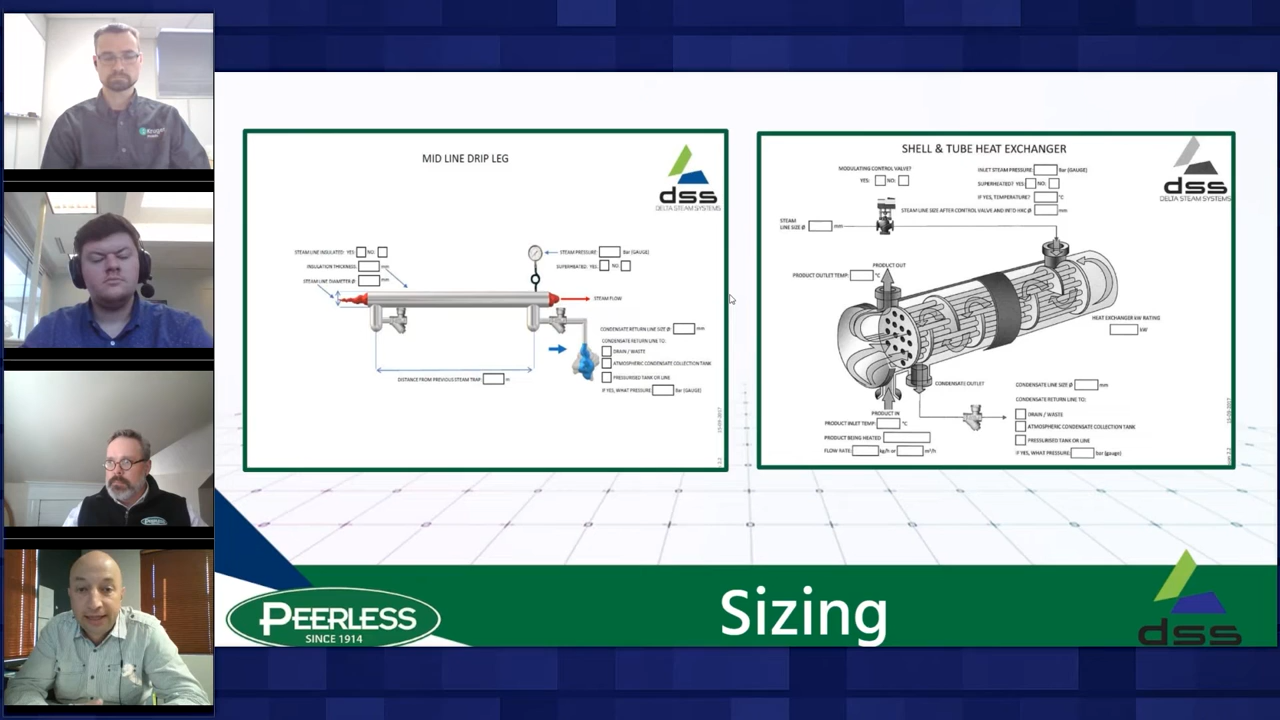 KRUGER
PEERLESS
MID LINE DRIP LEG
dss
DELTA STEAM SYSTEMS
STEAM LINE INSULATED: YES NO:
INSULATION THICKNESS: mm
STEAM LINE DIAMETER Ø mm
STEAM PRESSURE: Bar (GAUGE)
SUPERHEATED: YES: NO:
STEAM FLOW
CONDENSATE RETURN LINE SIZE Ø: mm
CONDENSATE RETURN LINE TO:
DRAIN / WASTE
ATMOSPHERIC CONDENSATE COLLECTION TANK
PRESSURISED TANK OR LINE
IF YES, WHAT PRESSURE: Bar (GAUGE)
DISTANCE FROM PREVIOUS STEAM TRAP m
15-09-2017
SHELL & TUBE HEAT EXCHANGER
dss
DELTA STEAM SYSTEMS
MODULATING CONTROL VALVE?
YES: NO:
INLET STEAM PRESSURE: Bar (GAUGE)
SUPERHEATED? YES: NO:
IF YES, TEMPERATURE? °C
STEAM LINE SIZE AFTER CONTROL VALVE AND INTO HXC Ø mm
STEAM
LINE SIZE Ø mm
PRODUCT OUT
PRODUCT OUTLET TEMP: °C
HEAT EXCHANGER kW RATING
kW
CONDENSATE OUTLET
CONDENSATE LINE SIZE Ø mm
CONDENSATE RETURN LINE TO:
DRAIN / WASTE
ATMOSPHERIC CONDENSATE COLLECTION TANK
PRESSURISED TANK OR LINE
IF YES, WHAT PRESSURE: bar (gauge)
PRODUCT IN
PRODUCT INLET TEMP: °C
PRODUCT BEING HEATED
FLOW RATE: kg/h or m³/h
PEERLESS
SINCE 1914
Sizing
dss